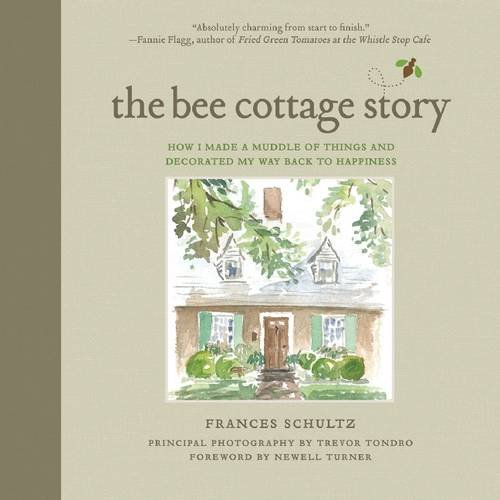 “Absolutely charming from start to finish.”
—Fannie Flagg, author of Fried Green Tomatoes at the Whistle Stop Cafe
the bee cottage story
HOW I MADE A MUDDLE OF THINGS AND
DECORATED MY WAY BACK TO HAPPINESS
FRANCES SCHULTZ
PRINCIPAL PHOTOGRAPHY BY TREVOR TONDRO
FOREWORD BY NEWELL TURNER